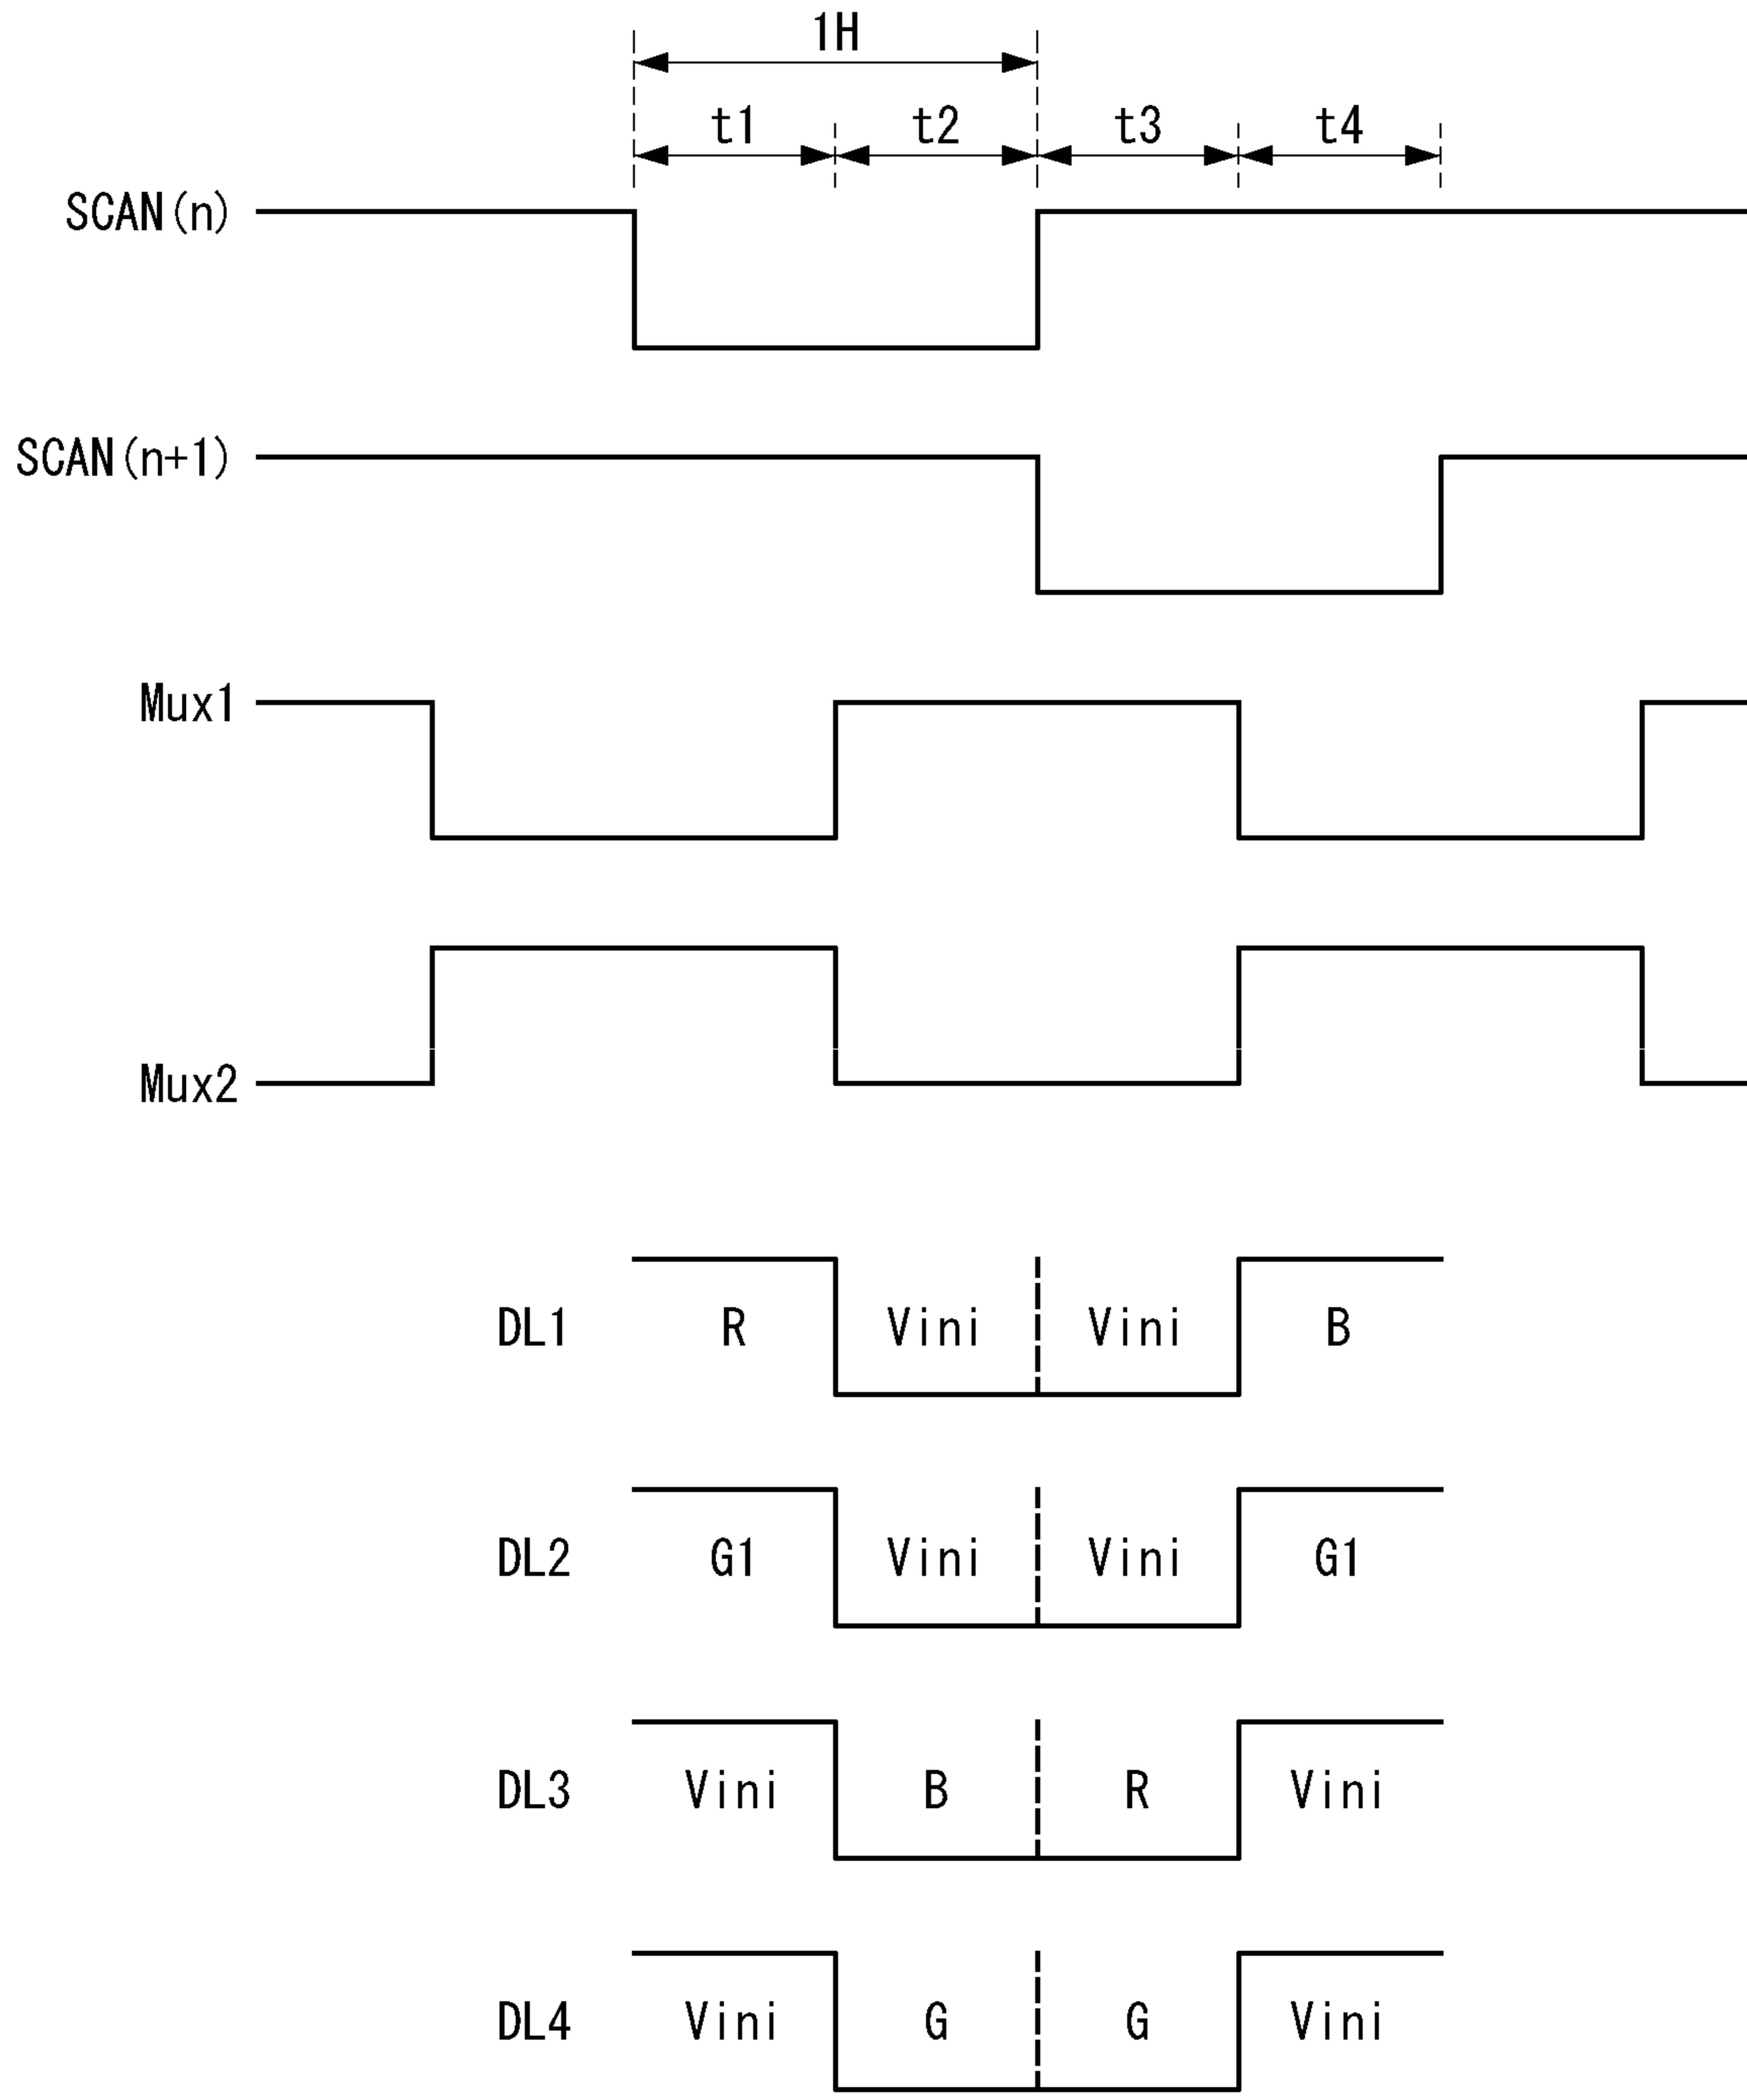 1H
t1 t2 t3 t4
SCAN(n)
SCAN(n+1)
Mux1
Mux2
DL1 R Vini Vini B
DL2 G1 Vini Vini G1
DL3 Vini B R Vini
DL4 Vini G G Vini